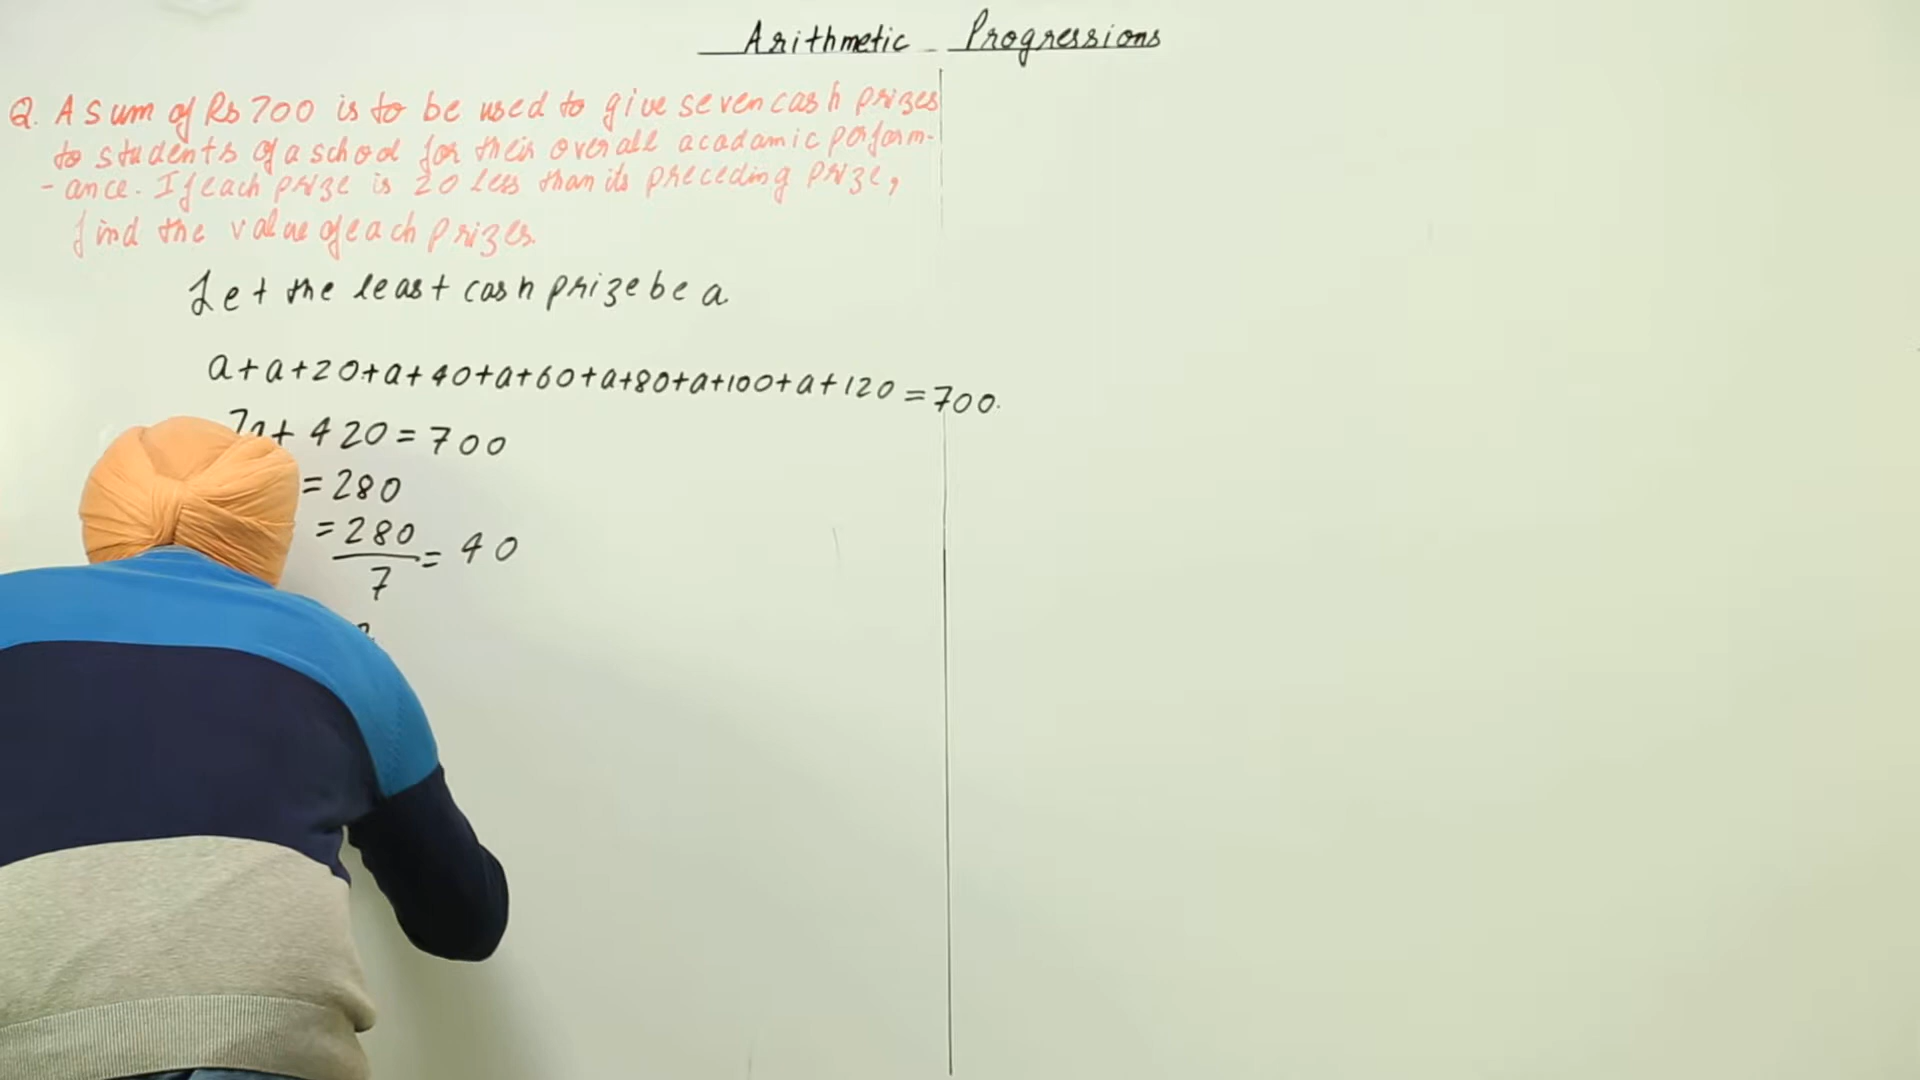 Arithmetic Progressions
Q. A sum of Rs 700 is to be used to give seven cash prizes
to students of a school for their overall acadamic perform-
-ance. If each prize is 20 less than its preceding prize,
find the value of each prizes.
Let the least cash prize be a.
a+a+20+a+40+a+60+a+80+a+100+a+120=700.
7a+420=700
=280
=280/7=40